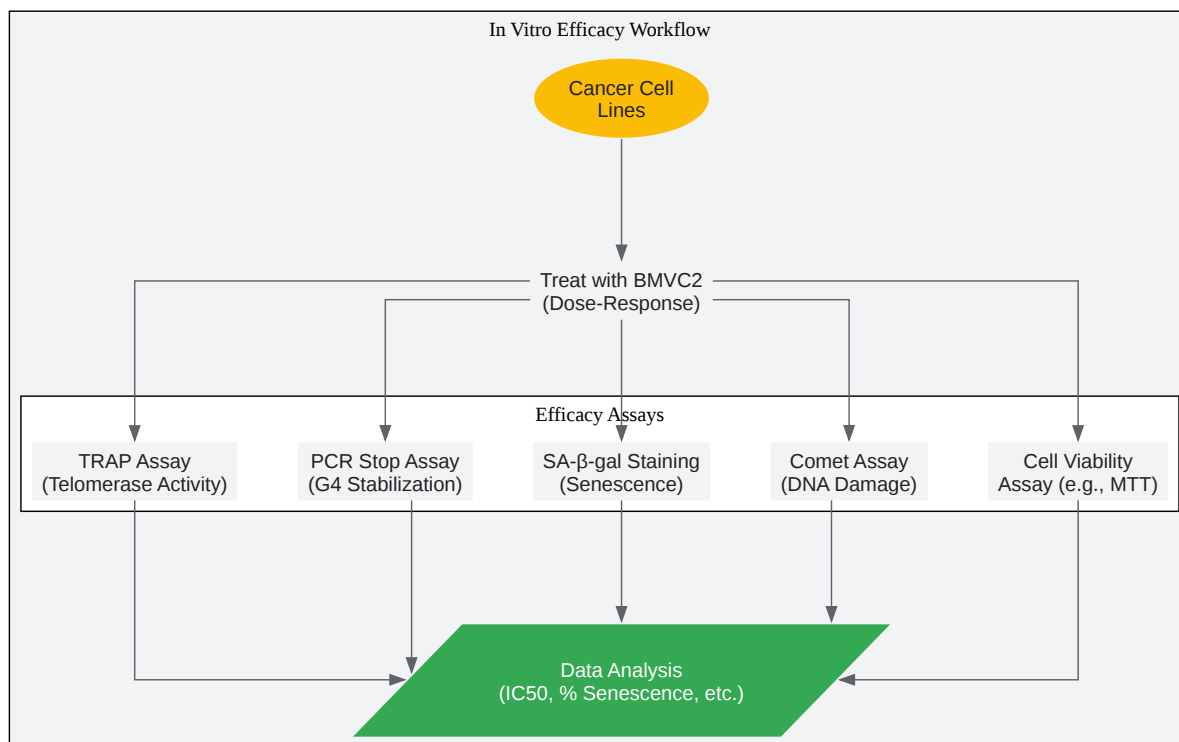 In Vitro Efficacy Workflow
Cancer Cell
Lines
Treat with BMVC2
(Dose-Response)
Efficacy Assays
TRAP Assay
(Telomerase Activity)
PCR Stop Assay
(G4 Stabilization)
SA-β-gal Staining
(Senescence)
Comet Assay
(DNA Damage)
Cell Viability
Assay (e.g., MTT)
Data Analysis
(IC50, % Senescence, etc.)